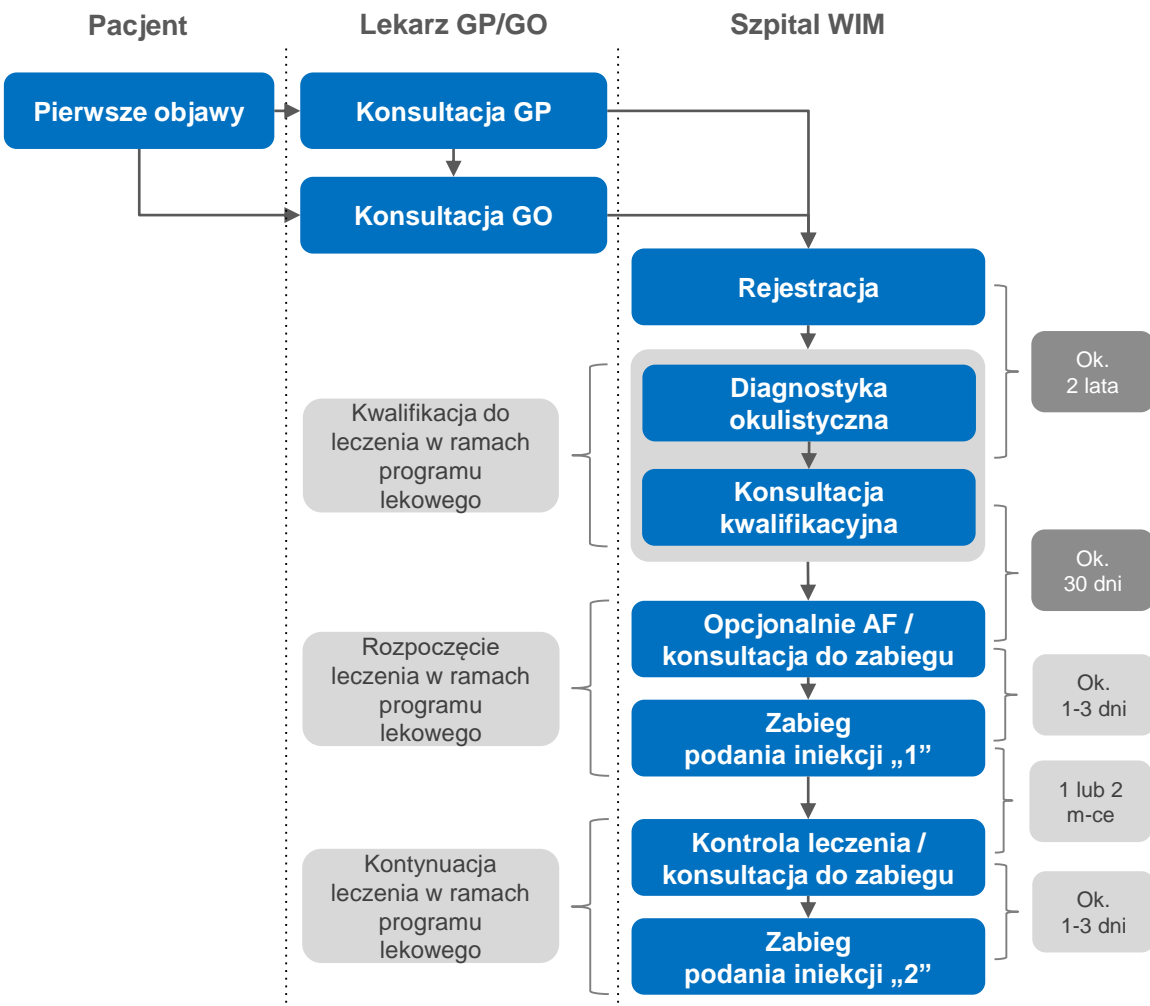 Pacjent
Lekarz GP/GO
Szpital WIM
Pierwsze objawy
Konsultacja GP
Konsultacja GO
Rejestracja
Ok.
2 lata
Diagnostyka
okulistyczna
Kwalifikacja do
leczenia w ramach
programu
lekowego
Konsultacja
kwalifikacyjna
Ok.
30 dni
Opcjonalnie AF /
konsultacja do zabiegu
Rozpoczęcie
leczenia w ramach
programu
lekowego
Ok.
1-3 dni
Zabieg
podania iniekcji „1”
1 lub 2
m-ce
Kontrola leczenia /
konsultacja do zabiegu
Kontynuacja
leczenia w ramach
programu
lekowego
Ok.
1-3 dni
Zabieg
podania iniekcji „2”